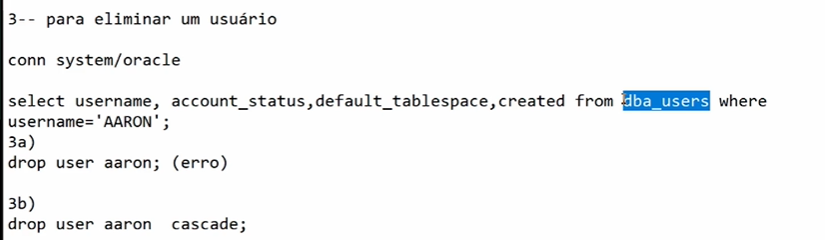 3-- para eliminar um usuário
conn system/oracle
select username, account_status,default_tablespace,created from dba_users where
username='AARON';
3a)
drop user aaron; (erro)
3b)
drop user aaron  cascade;